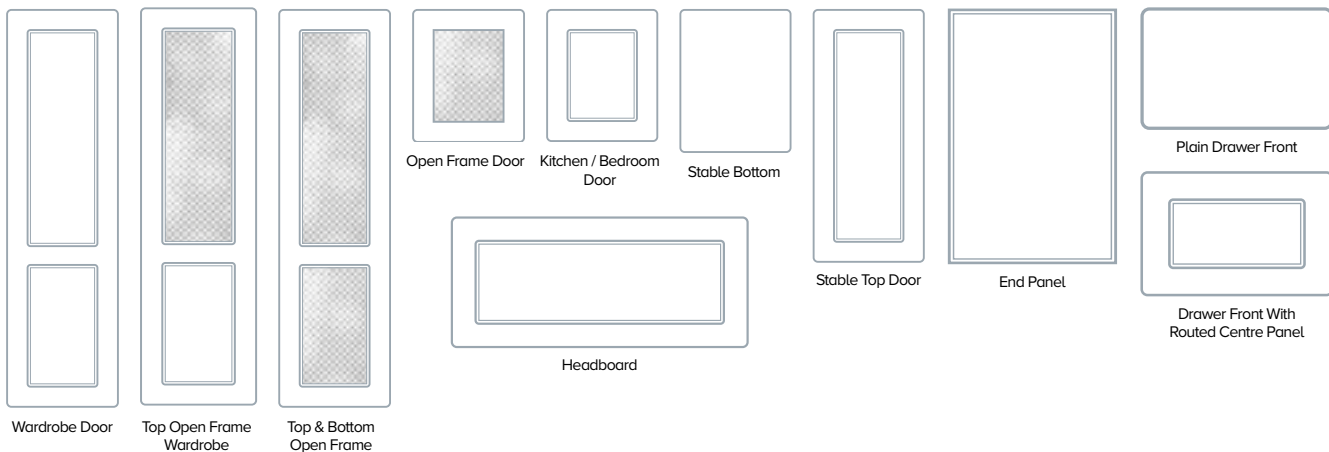 Open Frame Door
Kitchen / Bedroom
Door
Stable Bottom
Plain Drawer Front
Stable Top Door
End Panel
Drawer Front With
Routed Centre Panel
Headboard
Wardrobe Door
Top Open Frame
Wardrobe
Top & Bottom
Open Frame